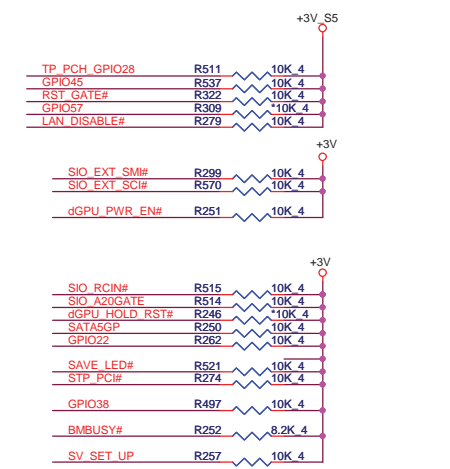 +3V_S5
TP_PCH_GPIO28 R511 10K_4
GPIO45 R537 10K_4
RST_GATE# R322 10K_4
GPIO57 R309 *10K_4
LAN_DISABLE# R279 10K_4
+3V
SIO_EXT_SMI# R299 10K_4
SIO_EXT_SCI# R570 10K_4
dGPU_PWR_EN# R251 10K_4
+3V
SIO_RCIN# R515 10K_4
SIO_A20GATE R514 10K_4
dGPU_HOLD_RST# R246 *10K_4
SATA5GP R250 10K_4
GPIO22 R262 10K_4
SAVE_LED# R521 10K_4
STP_PCI# R274 10K_4
GPIO38 R497 10K_4
BMBUSY# R252 8.2K_4
SV_SET_UP R257 10K_4